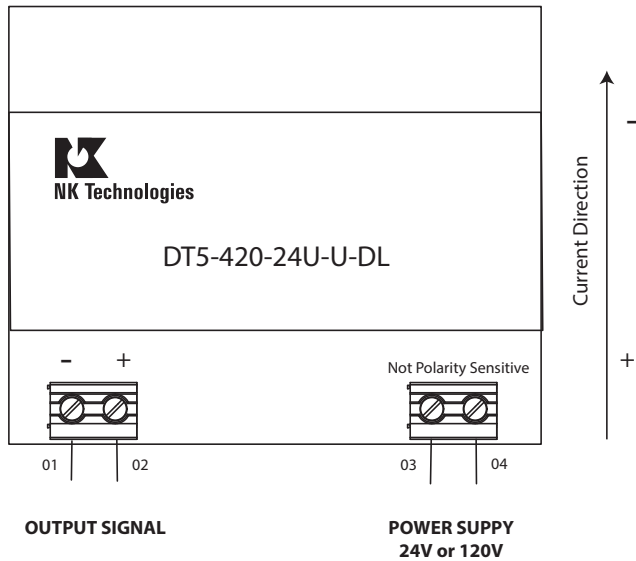 NK
NK Technologies
DT5-420-24U-U-DL
Current Direction
-
+
- +
Not Polarity Sensitive
01 02
03 04
OUTPUT SIGNAL
POWER SUPPY
24V or 120V